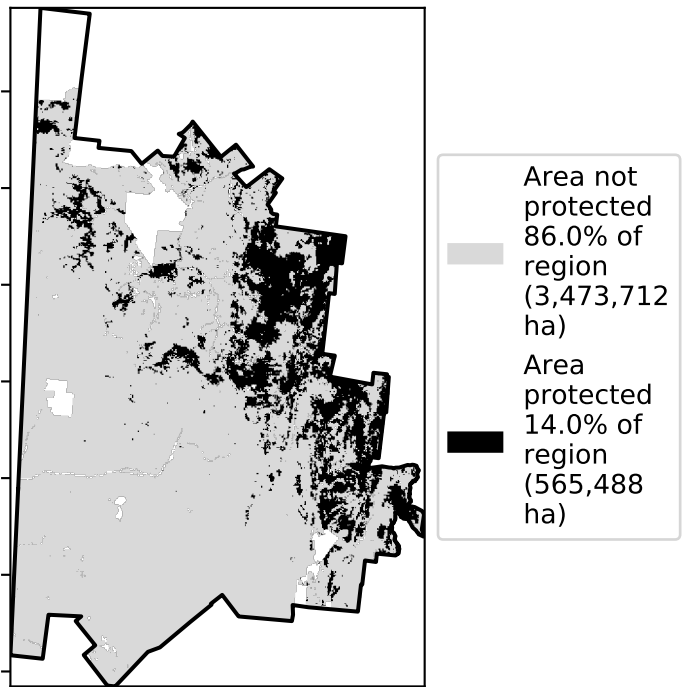 Area not
protected
86.0% of
region
(3,473,712
ha)
Area
protected
14.0% of
region
(565,488
ha)